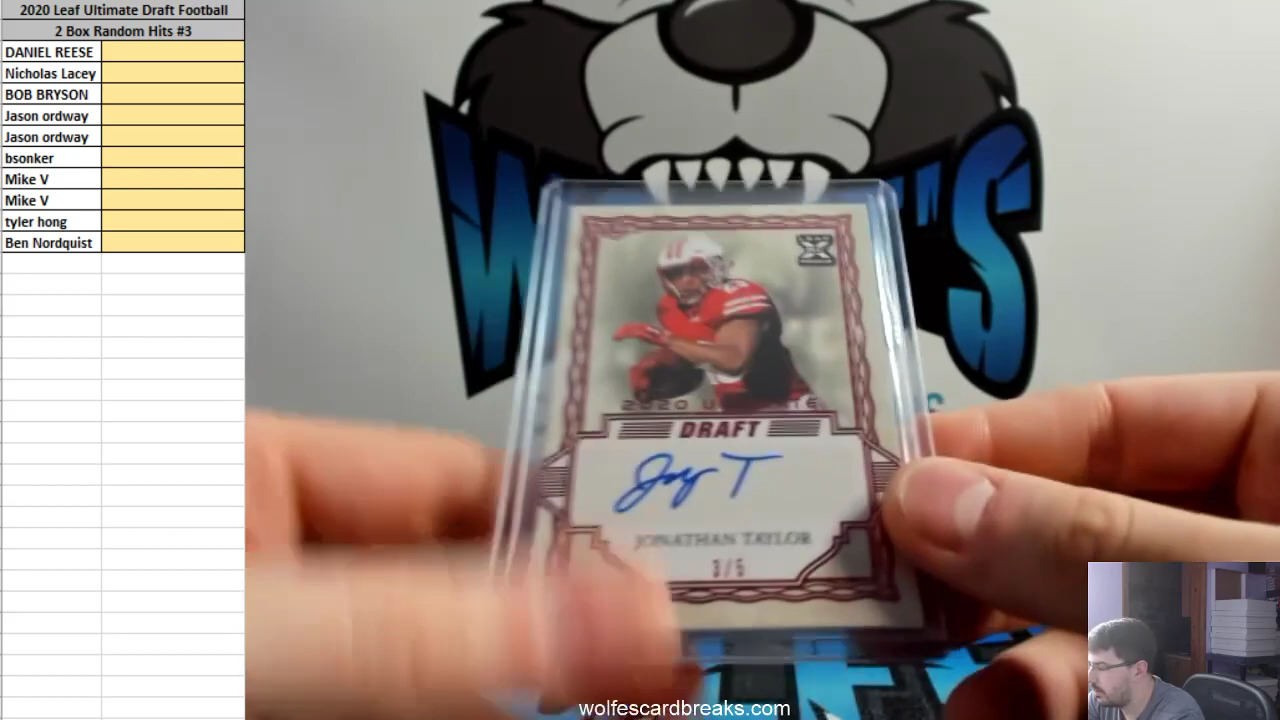 2020 Leaf Ultimate Draft Football
2 Box Random Hits #3
DANIEL REESE
Nicholas Lacey
BOB BRYSON
Jason ordway
Jason ordway
bsonker
Mike V
Mike V
tyler hong
Ben Nordquist
DRAFT
JONATHAN TAYLOR
3/5
wolfescardbreaks.com